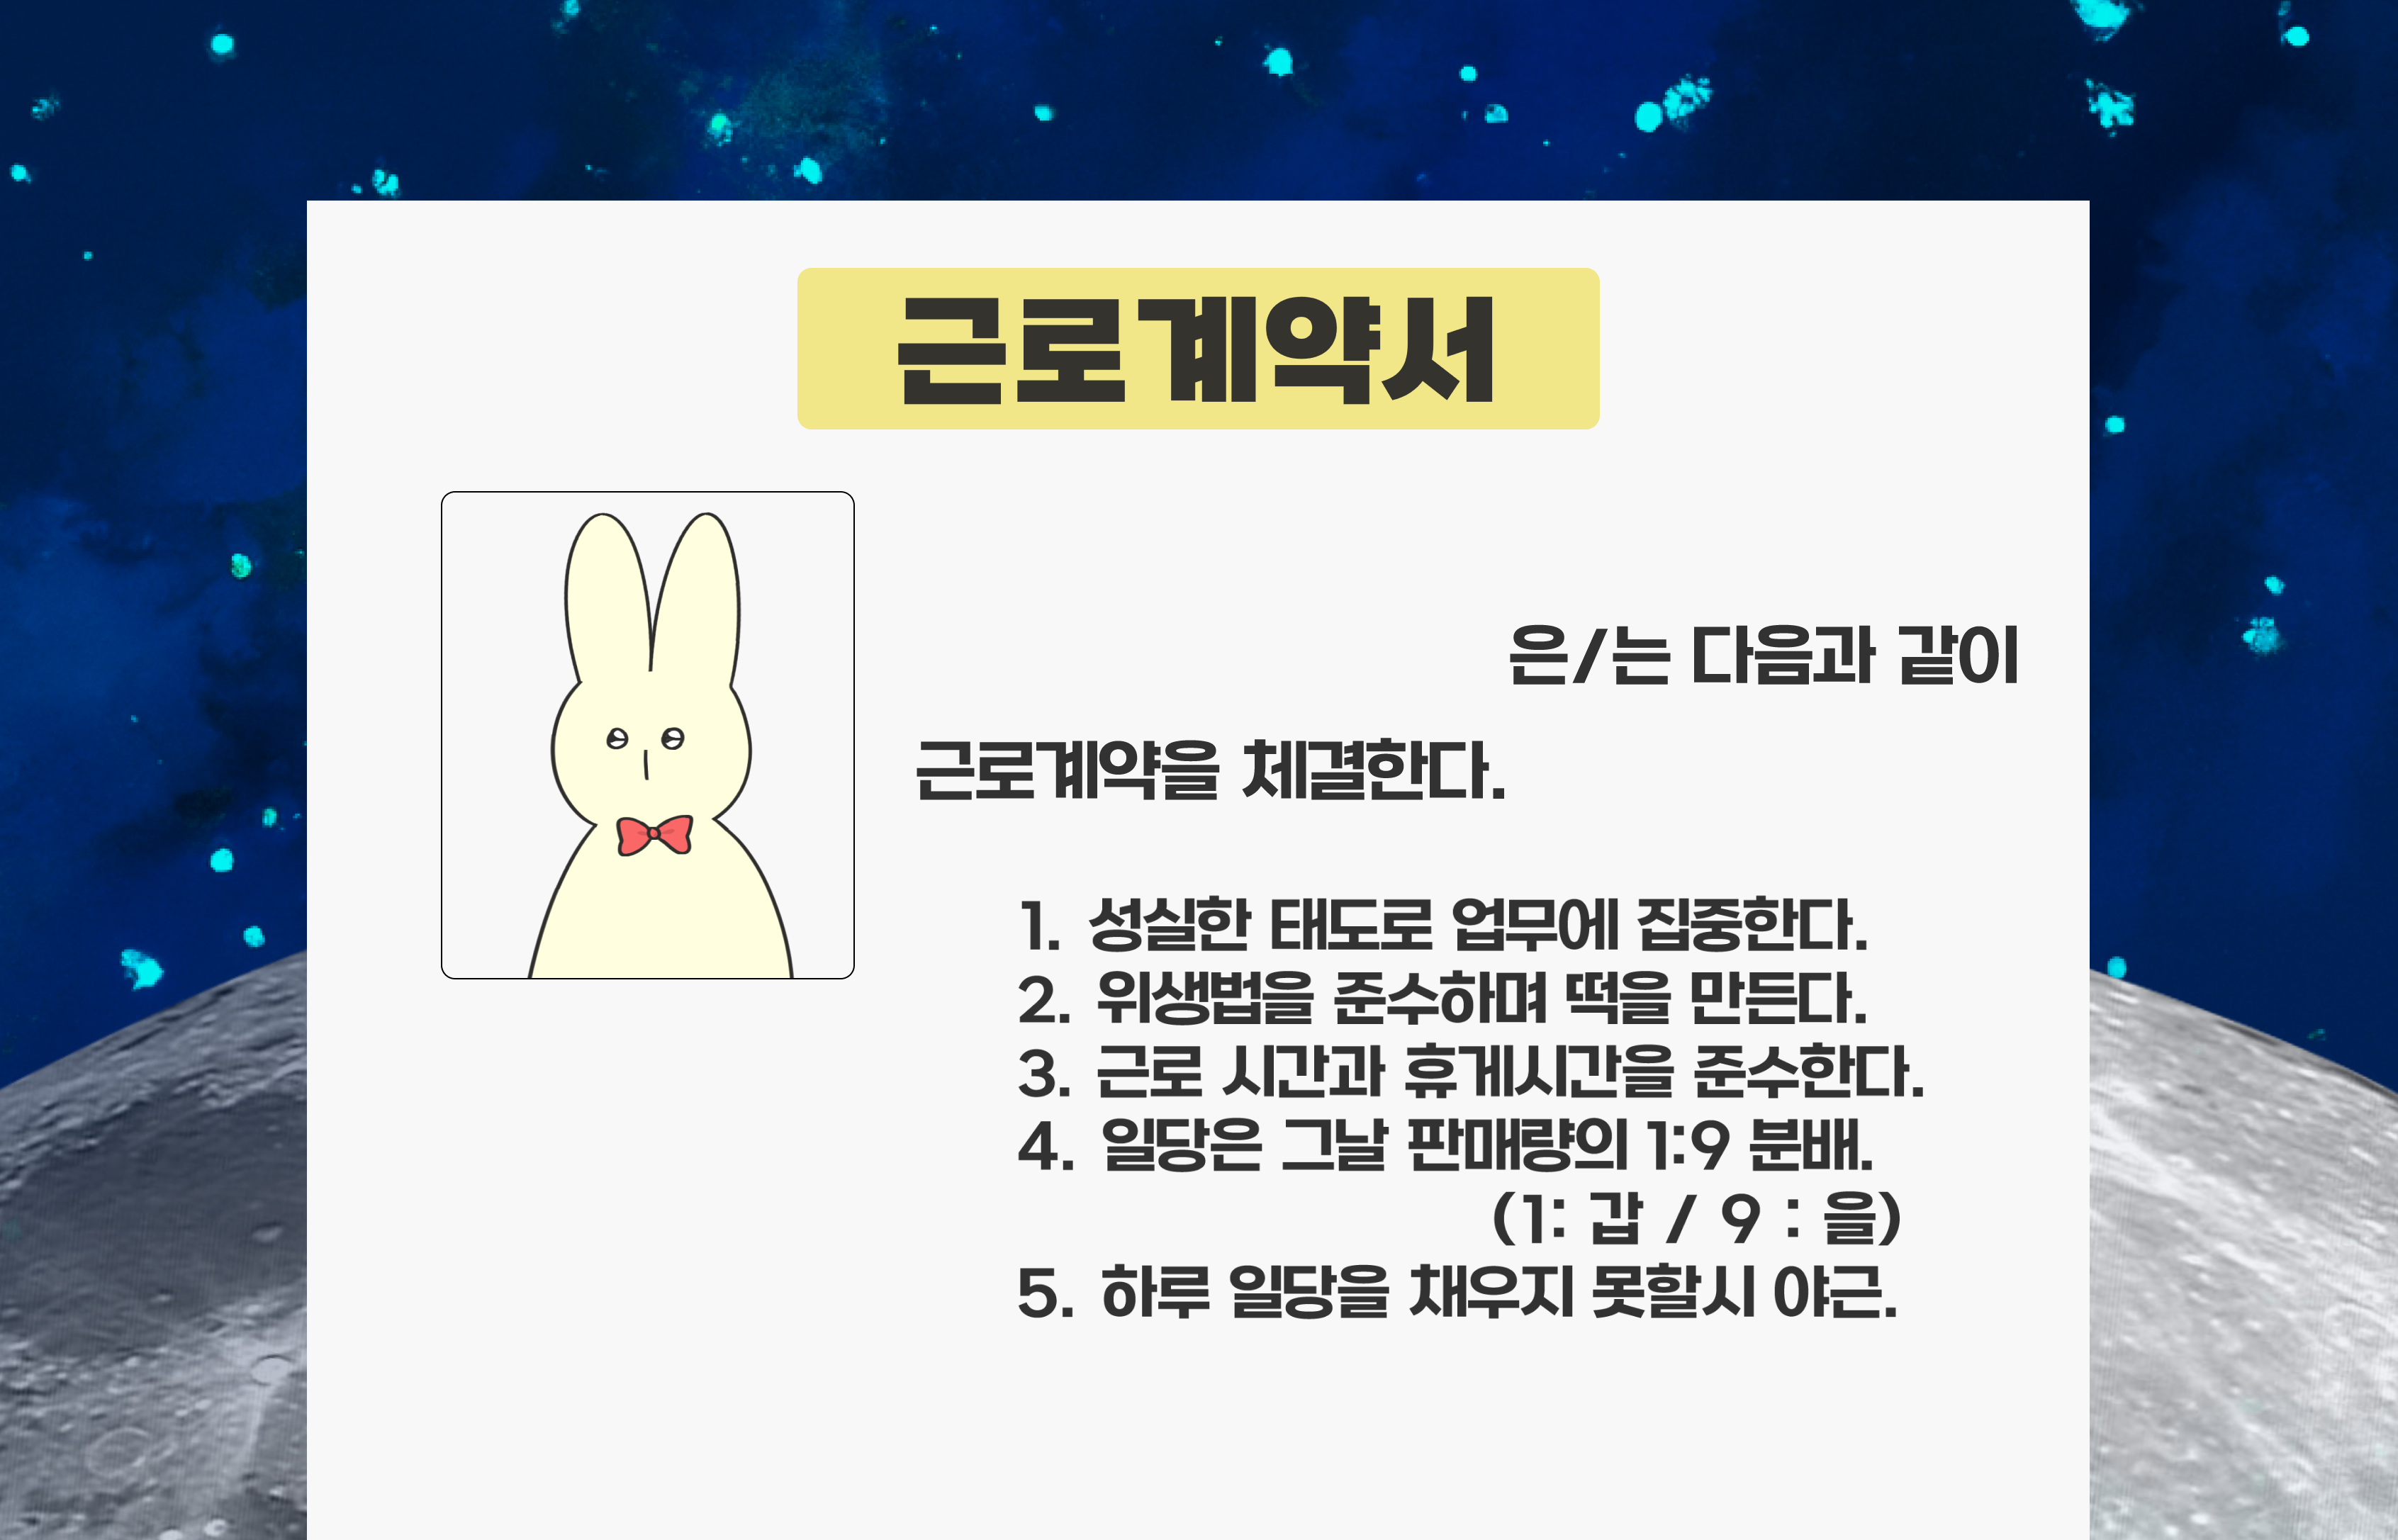 근로계약서
은/는 다음과 같이
근로계약을 체결한다.
1. 성실한 태도로 업무에 집중한다.
2. 위생법을 준수하며 떡을 만든다.
3. 근로 시간과 휴게시간을 준수한다.
4. 일당은 그날 판매량의 1:9 분배.
(1: 갑 / 9 : 을)
5. 하루 일당을 채우지 못할시 야근.